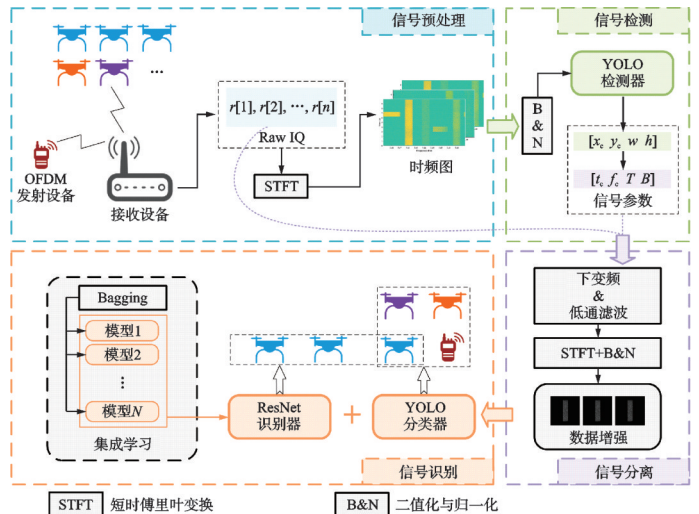 信号预处理
...
r[1], r[2], ···, r[n]
Raw IQ
STFT
时频图
OFDM
发射设备
接收设备
信号检测
B
&
N
YOLO
检测器
[x_c y_c w h]
[t_c f_c T B]
信号参数
下变频
&
低通滤波
STFT+B&N
数据增强
信号分离
Bagging
模型1
模型2
⋮
模型N
集成学习
ResNet
识别器
+
YOLO
分类器
信号识别
STFT 短时傅里叶变换
B&N 二值化与归一化